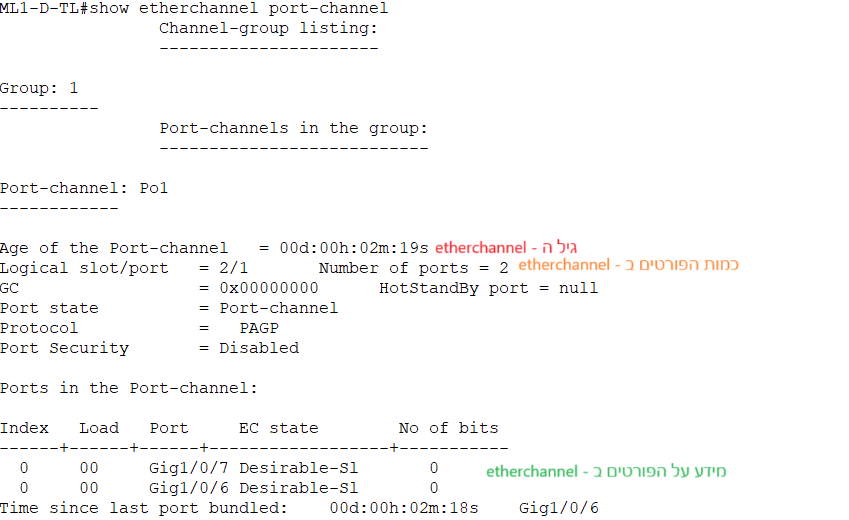 ML1-D-TL#show etherchannel port-channel
Channel-group listing:
----------------------
Group: 1
----------
Port-channels in the group:
---------------------------
Port-channel: Po1
------------
Age of the Port-channel   = 00d:00h:02m:19s גיל ה - etherchannel
Logical slot/port   = 2/1       Number of ports = 2 כמות הפורטים ב - etherchannel
GC                  = 0x00000000      HotStandBy port = null
Port state          = Port-channel
Protocol            =   PAGP
Port Security       = Disabled
Ports in the Port-channel:
Index   Load   Port     EC state        No of bits
------+------+------+------------------+-----------
  0     00     Gig1/0/7 Desirable-Sl       0     מידע על הפורטים ב - etherchannel
  0     00     Gig1/0/6 Desirable-Sl       0
Time since last port bundled:    00d:00h:02m:18s    Gig1/0/6